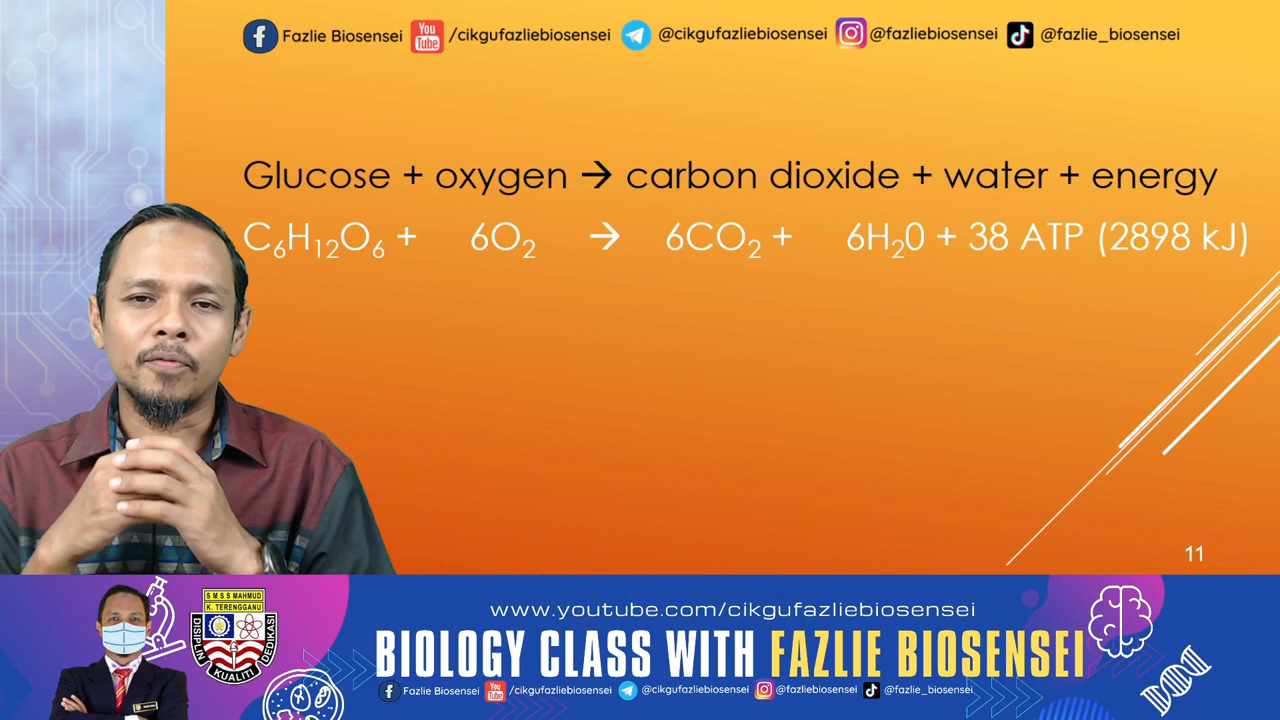 Fazlie Biosensei /cikgufazliebiosensei @cikgufazliebiosensei @fazliebiosensei @fazlie_biosensei
Glucose + oxygen → carbon dioxide + water + energy
C₆H₁₂O₆ + 6O₂ → 6CO₂ + 6H₂0 + 38 ATP (2898 kJ)
11
S M S S MAHMUD
K. TERENGGANU
DISIPLIN
DEDIKASI
KUALITI
www.youtube.com/cikgufazliebiosensei
BIOLOGY CLASS WITH FAZLIE BIOSENSEI
Fazlie Biosensei /cikgufazliebiosensei @cikgufazliebiosensei @fazliebiosensei @fazlie_biosensei